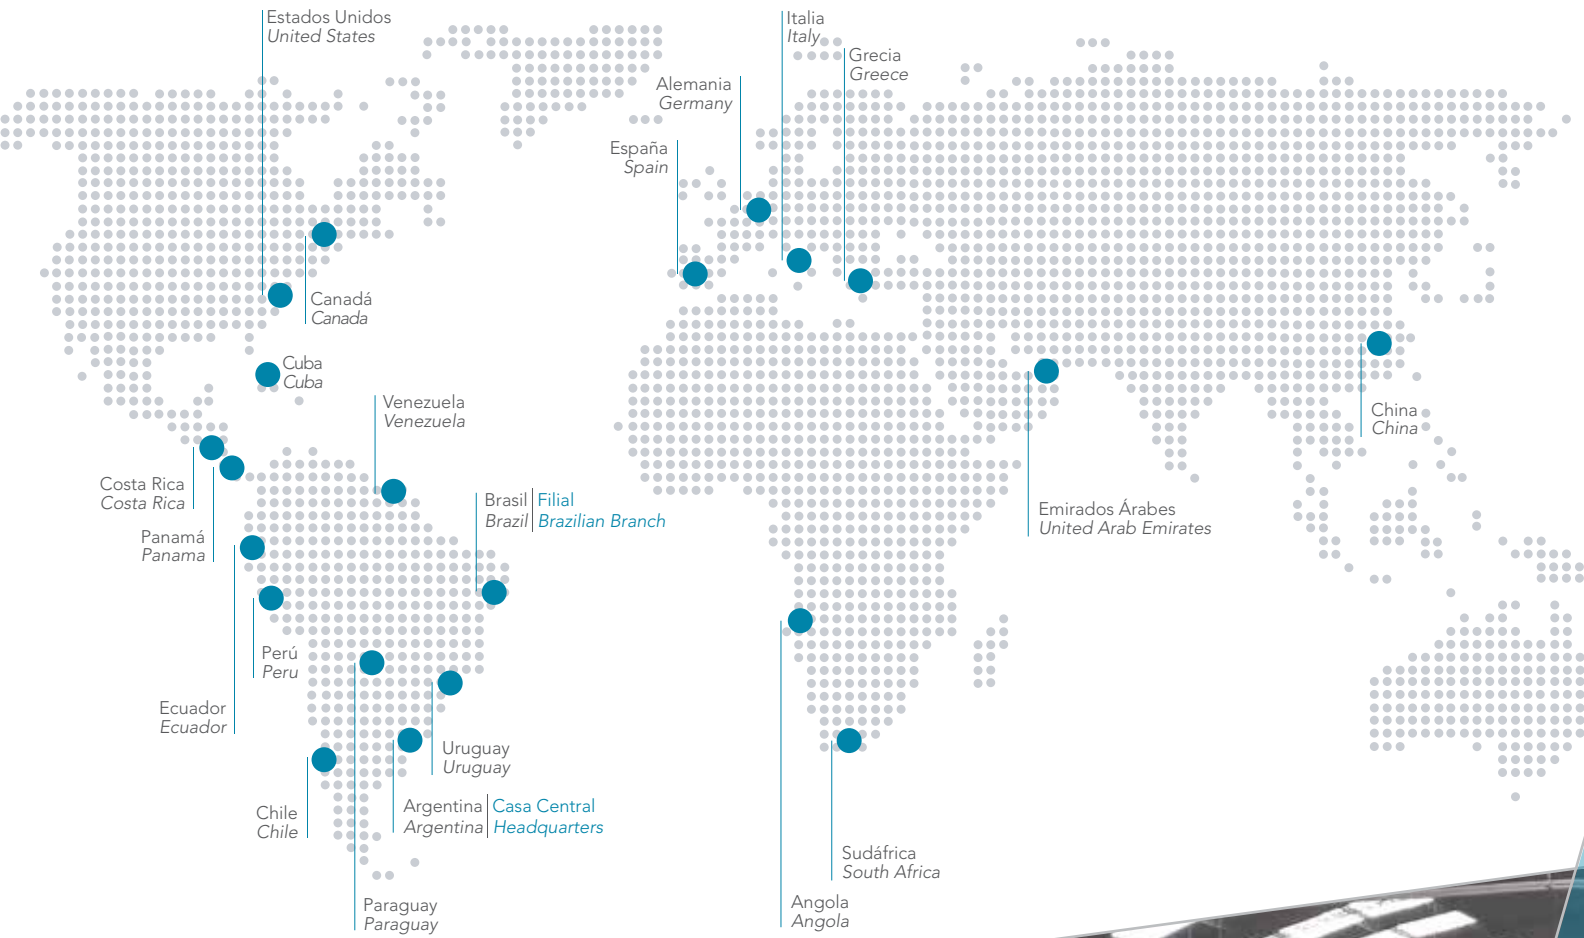 Estados Unidos
United States
Italia
Italy
Grecia
Greece
Alemania
Germany
España
Spain
Canadá
Canada
Cuba
Cuba
Venezuela
Venezuela
China
China
Costa Rica
Costa Rica
Brasil Filial
Brazil Brazilian Branch
Emirados Árabes
United Arab Emirates
Panamá
Panama
Perú
Peru
Ecuador
Ecuador
Uruguay
Uruguay
Chile
Chile
Argentina Casa Central
Argentina Headquarters
Sudáfrica
South Africa
Angola
Angola
Paraguay
Paraguay